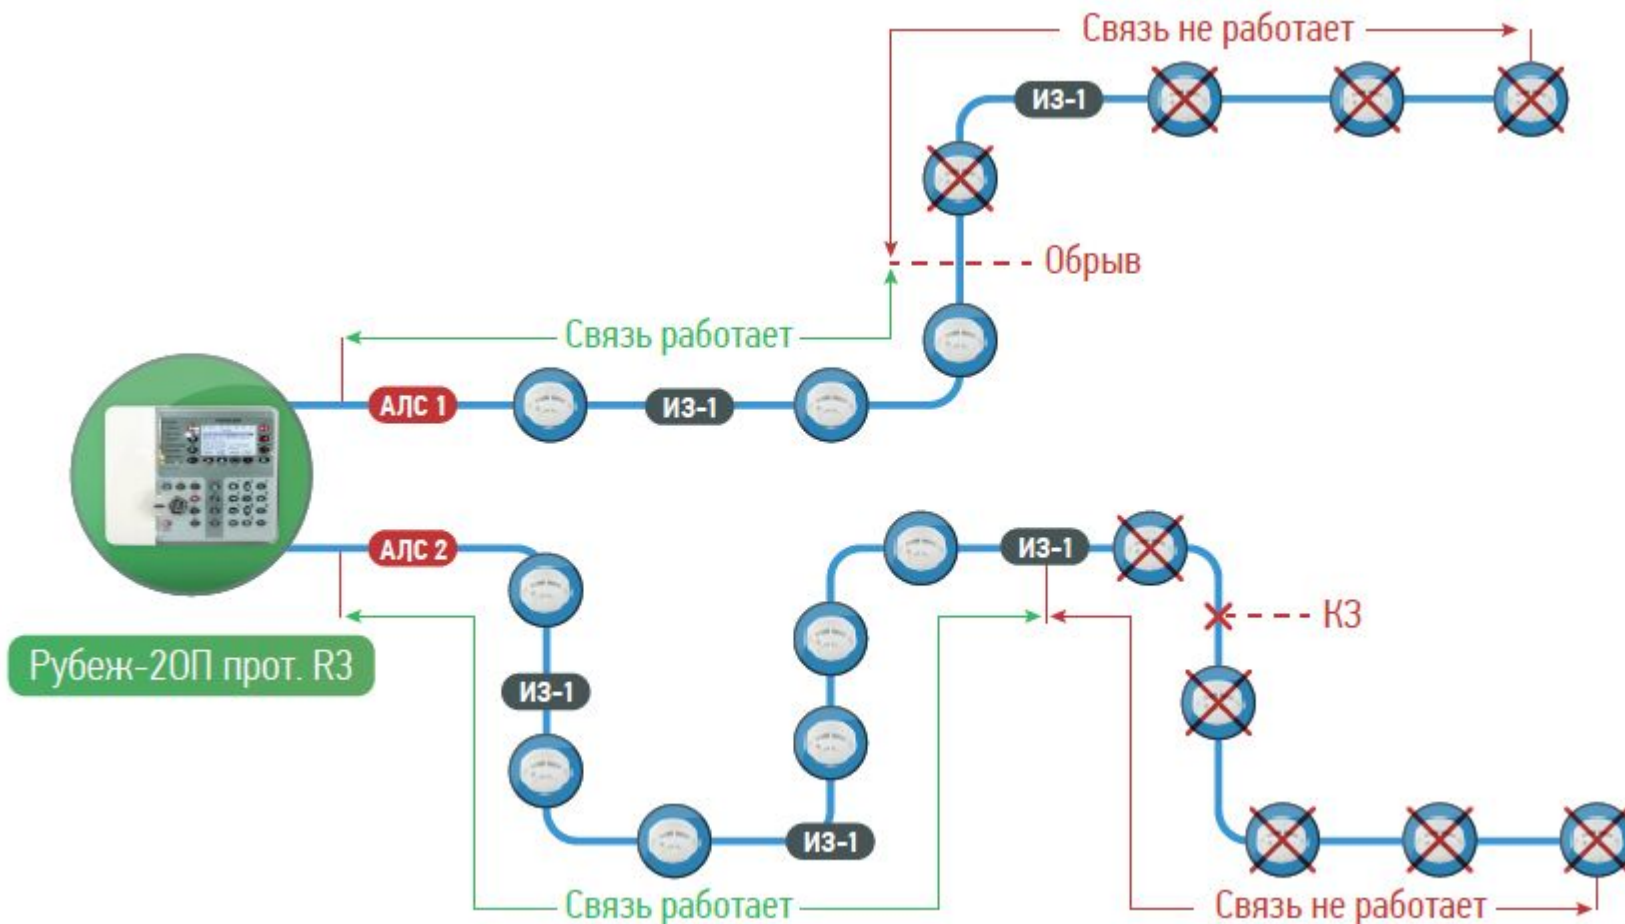 Связь не работает
ИЗ-1
Обрыв
Связь работает
АЛС 1
ИЗ-1
АЛС 2
ИЗ-1
КЗ
Рубеж-2ОП прот. R3
ИЗ-1
ИЗ-1
Связь работает
Связь не работает